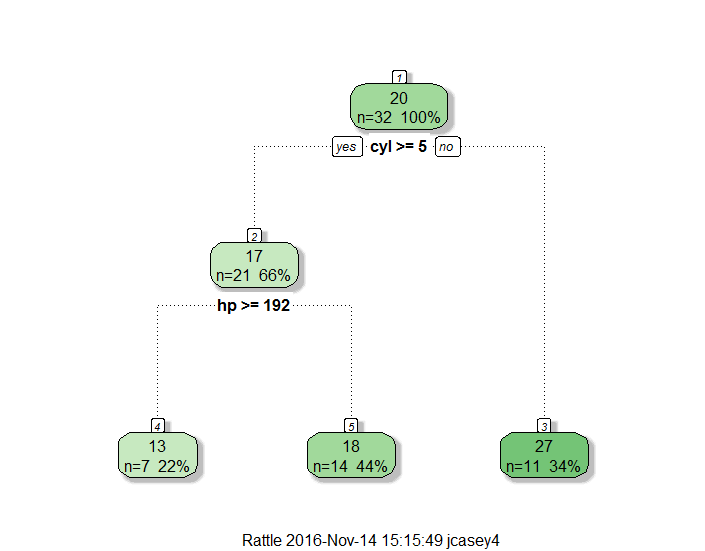 1
20
n=32 100%
yes cyl >= 5 no
2
17
n=21 66%
hp >= 192
4
13
n=7 22%
5
18
n=14 44%
3
27
n=11 34%
Rattle 2016-Nov-14 15:15:49 jcasey4